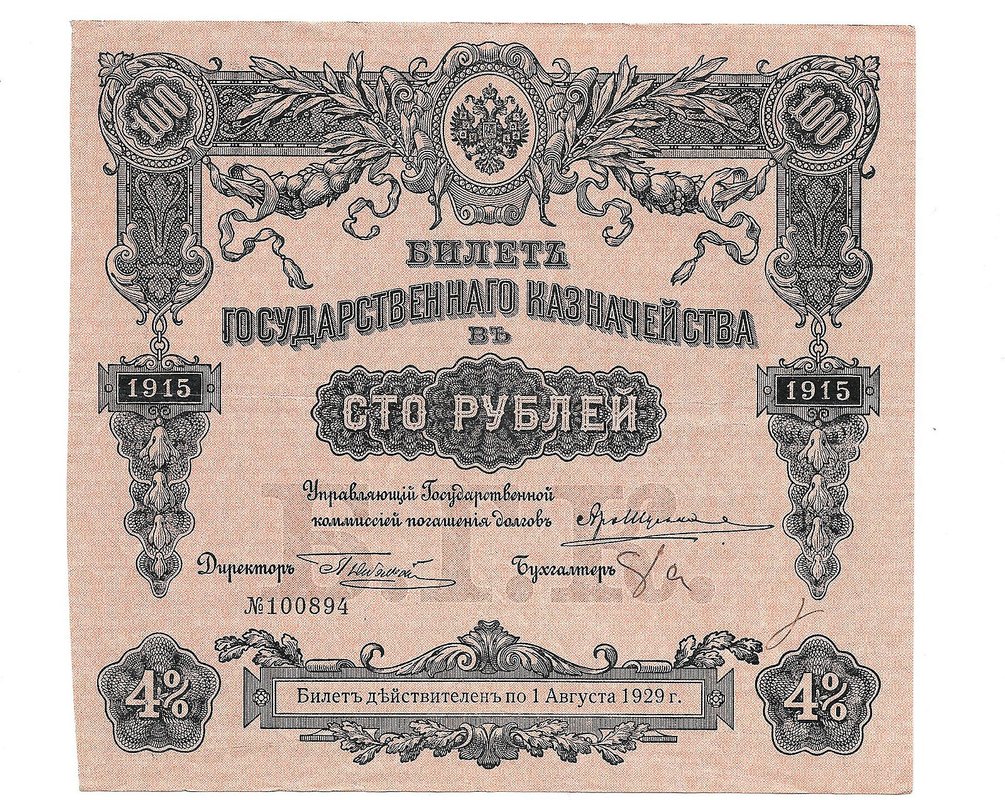 100 100
БИЛЕТЪ
ГОСУДАРСТВЕННАГО КАЗНАЧЕЙСТВА
ВЪ
1915 1915
СТО РУБЛЕЙ
Управляющій Государственной
коммиссіей погашенія долговъ
Директоръ Бухгалтеръ
№100894
4% 4%
Билетъ дѣйствителенъ по 1 Августа 1929 г.